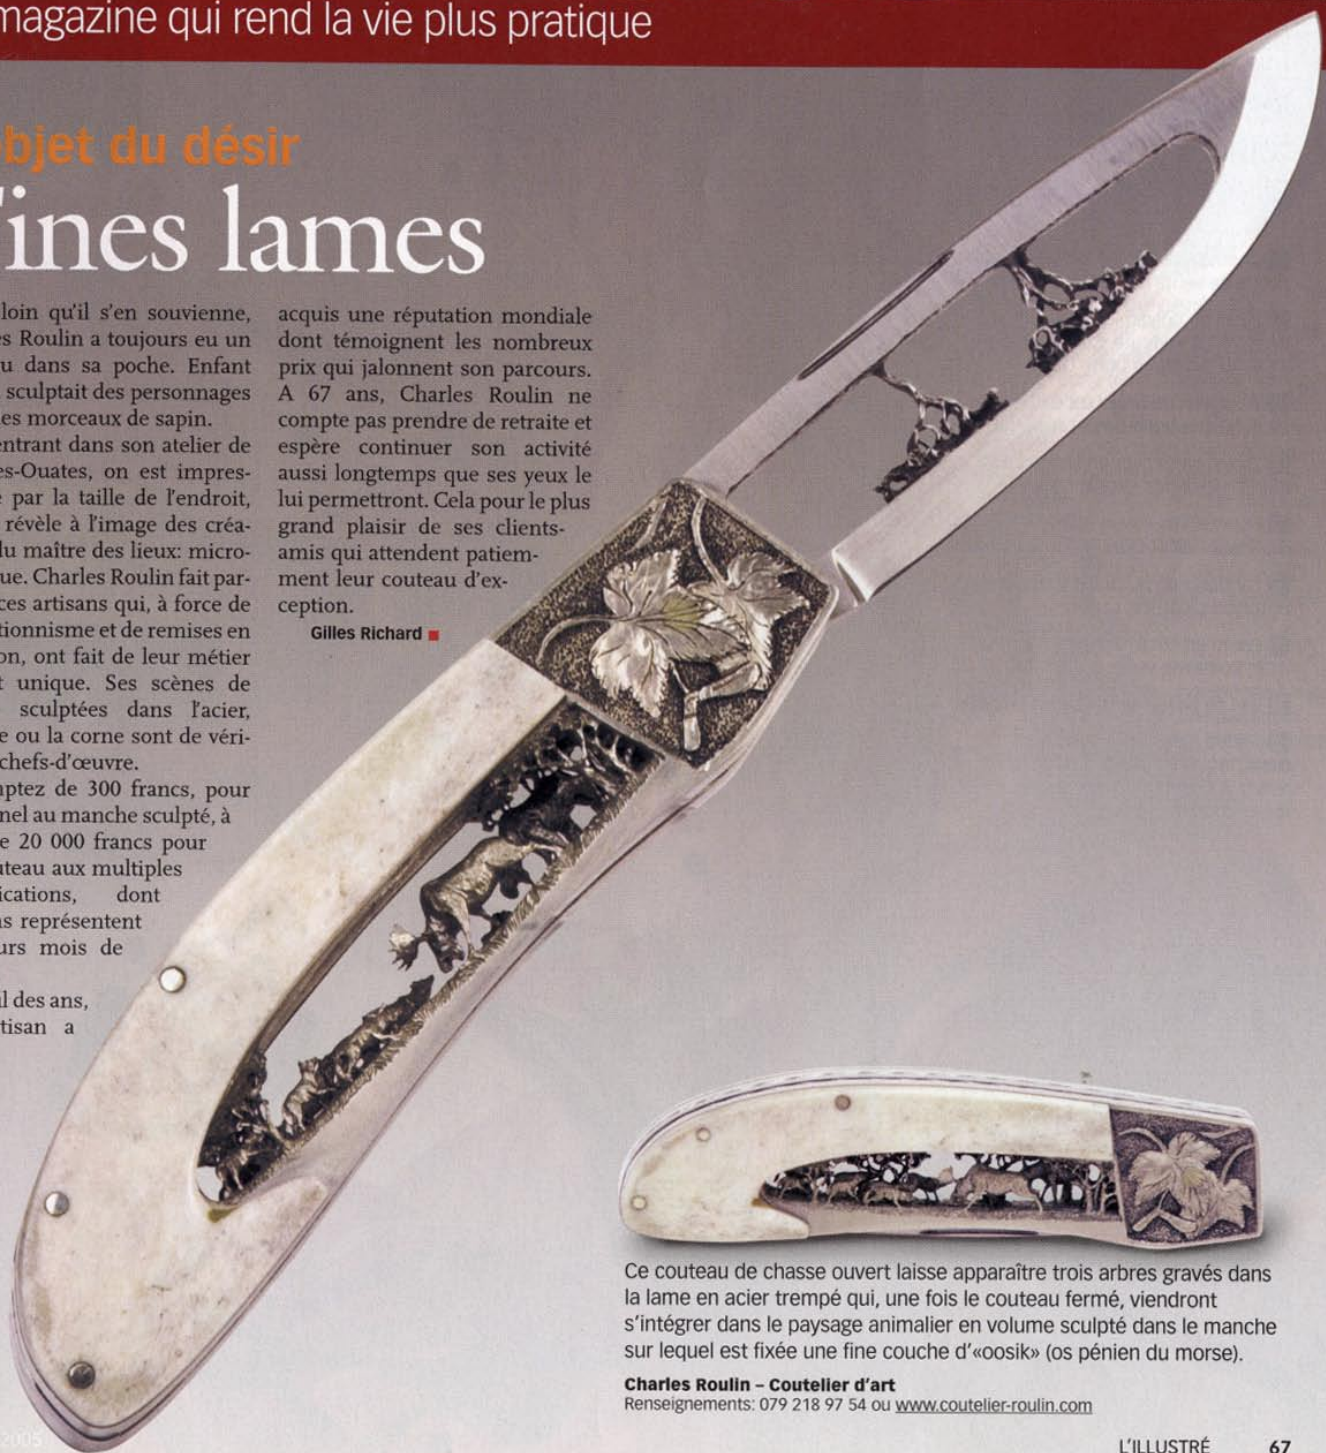 magazine qui rend la vie plus pratique
objet du désir
Fines lames
loin qu'il s'en souvienne,
es Roulin a toujours eu un
u dans sa poche. Enfant
sculptait des personnages
es morceaux de sapin.
entrant dans son atelier de
es-Ouates, on est impres-
par la taille de l'endroit,
révèle à l'image des créa-
du maître des lieux: micro-
ue. Charles Roulin fait par-
ces artisans qui, à force de
tionnisme et de remises en
on, ont fait de leur métier
t unique. Ses scènes de
sculptées dans l'acier,
e ou la corne sont de véri-
chefs-d'œuvre.
ptez de 300 francs, pour
nel au manche sculpté, à
e 20 000 francs pour
uteau aux multiples
ications, dont
ns représentent
urs mois de
il des ans,
tisan a
acquis une réputation mondiale
dont témoignent les nombreux
prix qui jalonnent son parcours.
A 67 ans, Charles Roulin ne
compte pas prendre de retraite et
espère continuer son activité
aussi longtemps que ses yeux le
lui permettront. Cela pour le plus
grand plaisir de ses clients-
amis qui attendent patiem-
ment leur couteau d'ex-
ception.
Gilles Richard
Ce couteau de chasse ouvert laisse apparaître trois arbres gravés dans
la lame en acier trempé qui, une fois le couteau fermé, viendront
s'intégrer dans le paysage animalier en volume sculpté dans le manche
sur lequel est fixée une fine couche d'«oosik» (os pénien du morse).
Charles Roulin – Coutelier d'art
Renseignements: 079 218 97 54 ou www.coutelier-roulin.com
2005
L'ILLUSTRÉ 67